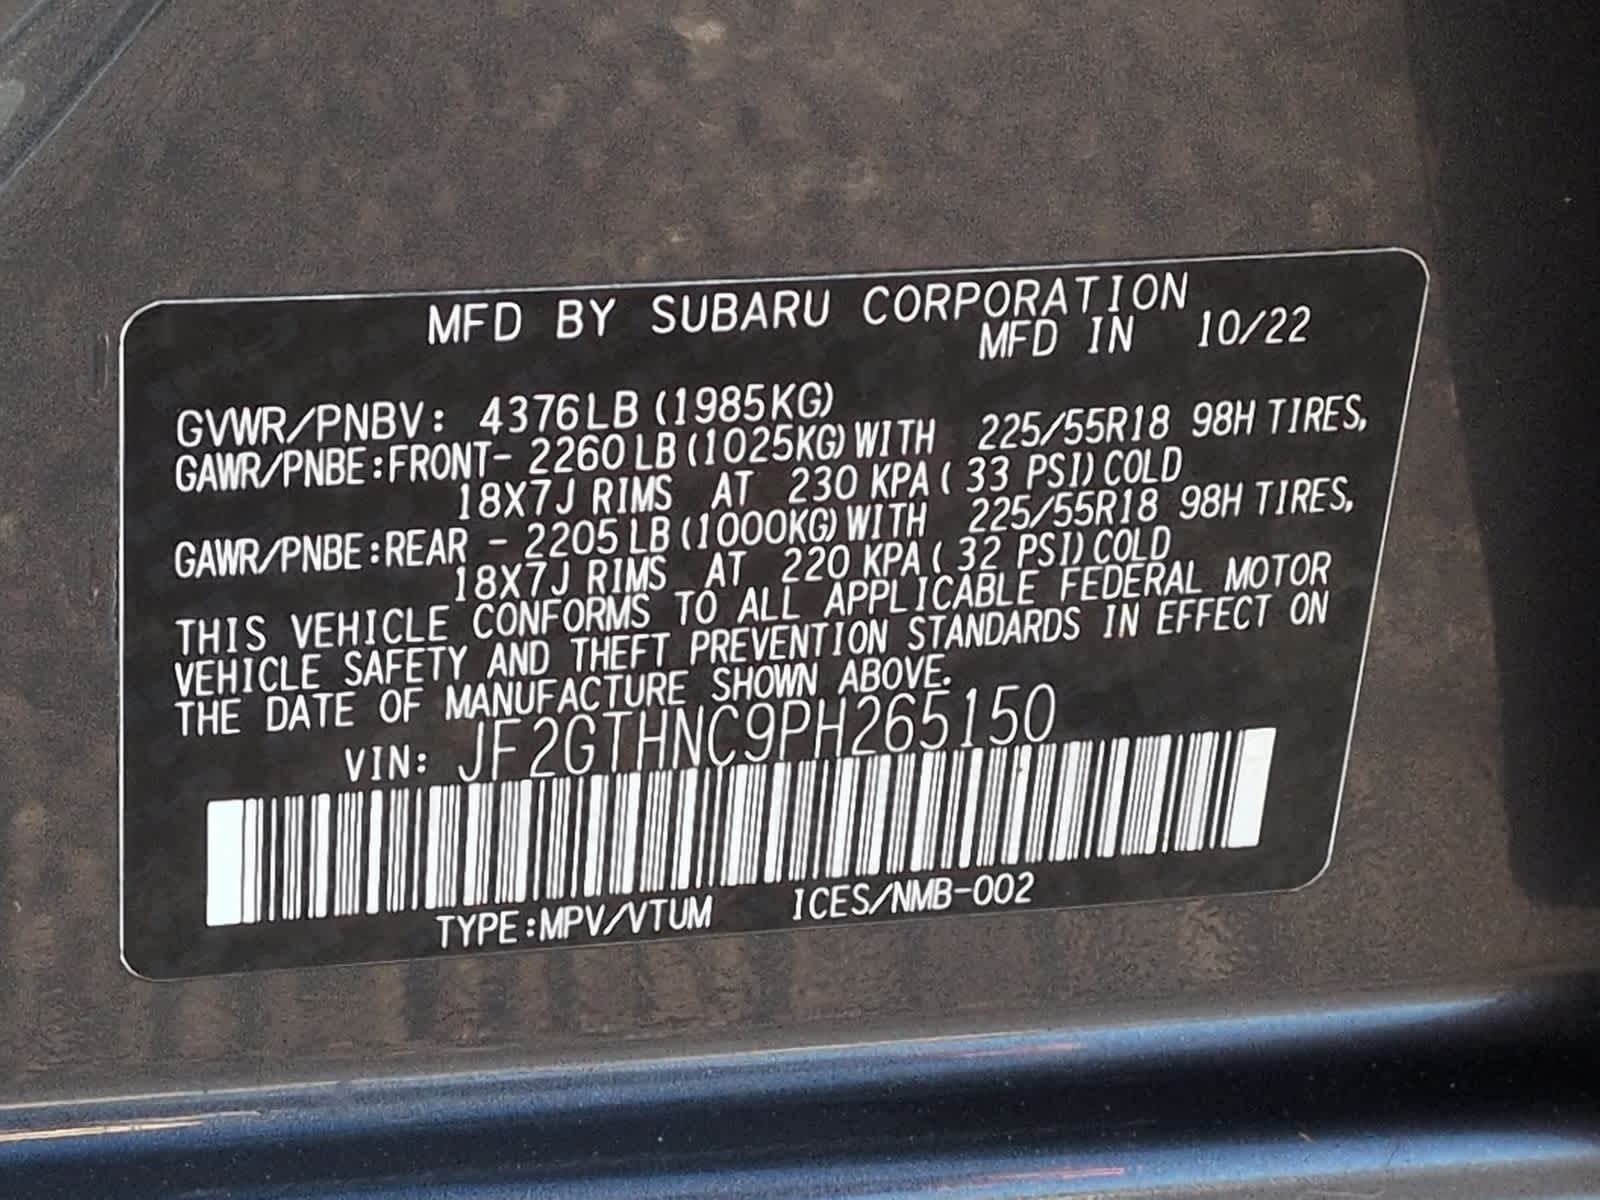 MFD BY SUBARU CORPORATION
MFD IN 10/22
GVWR/PNBV: 4376LB (1985KG)
GAWR/PNBE:FRONT- 2260LB (1025KG) WITH 225/55R18 98H TIRES,
18X7J RIMS AT 230 KPA ( 33 PSI) COLD
GAWR/PNBE:REAR - 2205LB (1000KG) WITH 225/55R18 98H TIRES,
18X7J RIMS AT 220 KPA ( 32 PSI) COLD
THIS VEHICLE CONFORMS TO ALL APPLICABLE FEDERAL MOTOR
VEHICLE SAFETY AND THEFT PREVENTION STANDARDS IN EFFECT ON
THE DATE OF MANUFACTURE SHOWN ABOVE.
VIN: JF2GTHNC9PH265150
TYPE:MPV/VTUM ICES/NMB-002